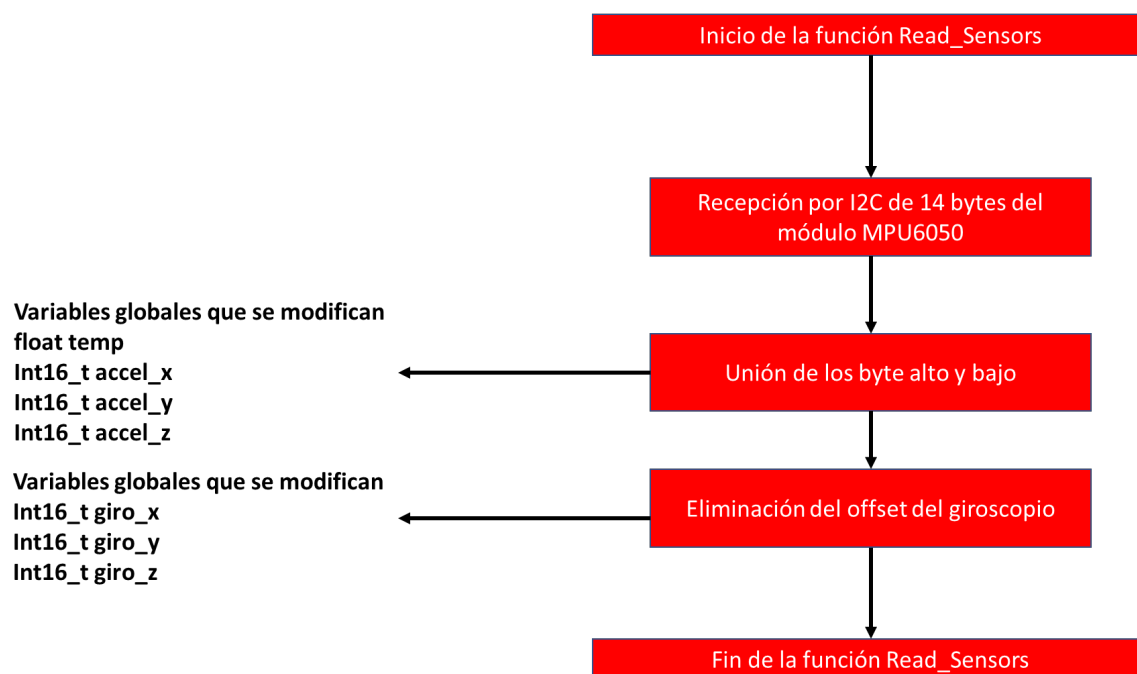 Inicio de la función Read_Sensors
Recepción por I2C de 14 bytes del
módulo MPU6050
Variables globales que se modifican
float temp
Int16_t accel_x
Int16_t accel_y
Int16_t accel_z
Unión de los byte alto y bajo
Variables globales que se modifican
Int16_t giro_x
Int16_t giro_y
Int16_t giro_z
Eliminación del offset del giroscopio
Fin de la función Read_Sensors